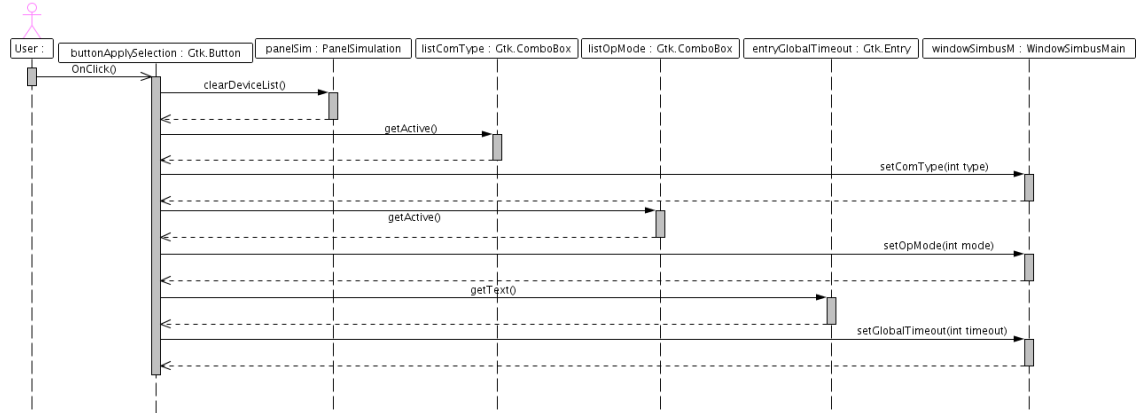 User :
buttonApplySelection : Gtk.Button
panelSim : PanelSimulation
listComType : Gtk.ComboBox
listOpMode : Gtk.ComboBox
entryGlobalTimeout : Gtk.Entry
windowSimbusM : WindowSimbusMain
OnClick()
clearDeviceList()
getActive()
setComType(int type)
getActive()
setOpMode(int mode)
getText()
setGlobalTimeout(int timeout)